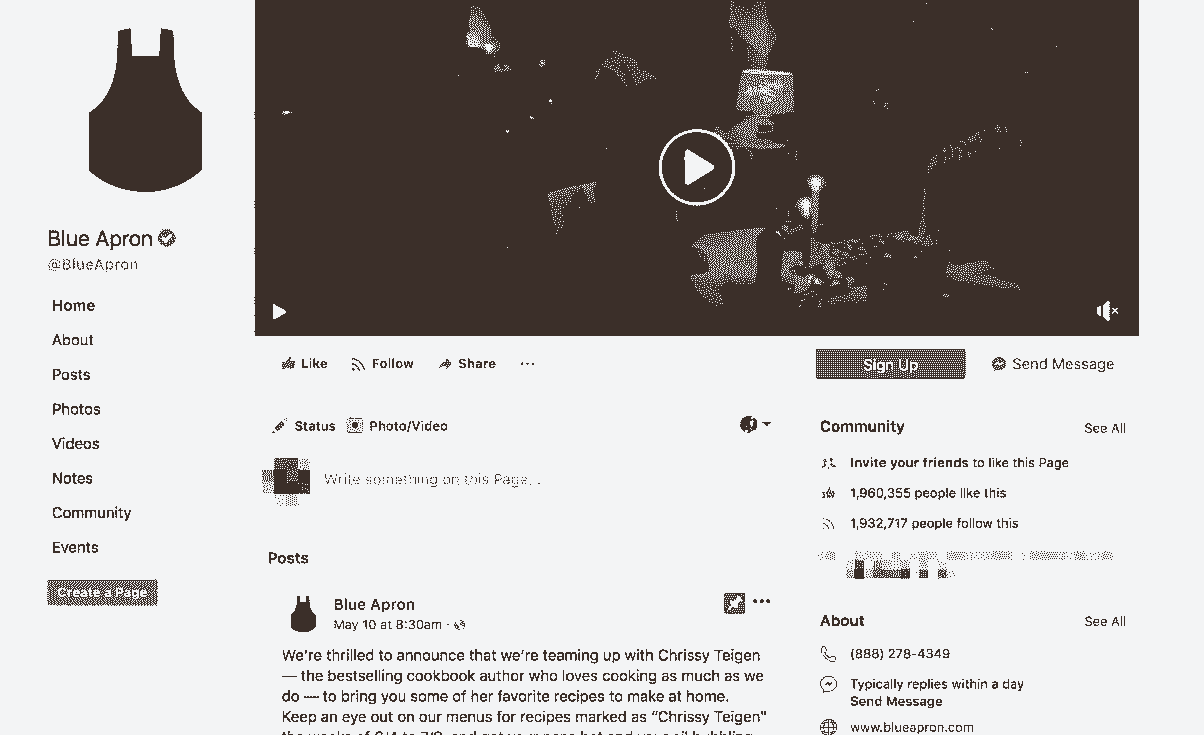 Blue Apron
@BlueApron
Home
About
Posts
Photos
Videos
Notes
Community
Events
Create a Page
Like Follow Share ...
Sign Up Send Message
Status Photo/Video
Write something on this Page...
Posts
Blue Apron
May 10 at 8:30am ·
We're thrilled to announce that we're teaming up with Chrissy Teigen
— the bestselling cookbook author who loves cooking as much as we
do — to bring you some of her favorite recipes to make at home.
Keep an eye out on our menus for recipes marked as "Chrissy Teigen"
Community See All
Invite your friends to like this Page
1,960,355 people like this
1,932,717 people follow this
About See All
(888) 278-4349
Typically replies within a day
Send Message
www.blueapron.com